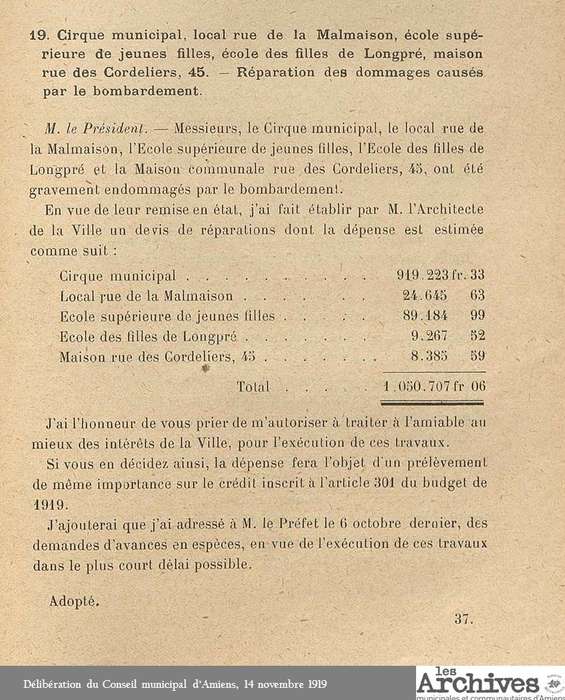 19. Cirque municipal, local rue de la Malmaison, école supé-
rieure de jeunes filles, école des filles de Longpré, maison
rue des Cordeliers, 45. — Réparation des dommages causés
par le bombardement.
M. le Président. — Messieurs, le Cirque municipal, le local rue de
la Malmaison, l'Ecole supérieure de jeunes filles, l'Ecole des filles de
Longpré et la Maison communale rue des Cordeliers, 45, ont été
gravement endommagés par le bombardement.
En vue de leur remise en état, j'ai fait établir par M. l'Architecte
de la Ville un devis de réparations dont la dépense est estimée
comme suit :
Cirque municipal . . . . . . . . . . 919.223 fr. 33
Local rue de la Malmaison . . . . . . . 24.645 63
Ecole supérieure de jeunes filles . . . . . 89.184 99
Ecole des filles de Longpré . . . . . . . 9.267 52
Maison rue des Cordeliers, 45 . . . . . . 8.385 59
Total . . . . . 1.050.707 fr 06
J'ai l'honneur de vous prier de m'autoriser à traiter à l'amiable au
mieux des intérêts de la Ville, pour l'exécution de ces travaux.
Si vous en décidez ainsi, la dépense fera l'objet d'un prélèvement
de même importance sur le crédit inscrit à l'article 301 du budget de
1919.
J'ajouterai que j'ai adressé à M. le Préfet le 6 octobre dernier, des
demandes d'avances en espèces, en vue de l'exécution de ces travaux
dans le plus court délai possible.
Adopté.
37.
Délibération du Conseil municipal d'Amiens, 14 novembre 1919
les
Archives
municipales et communautaires d'Amiens